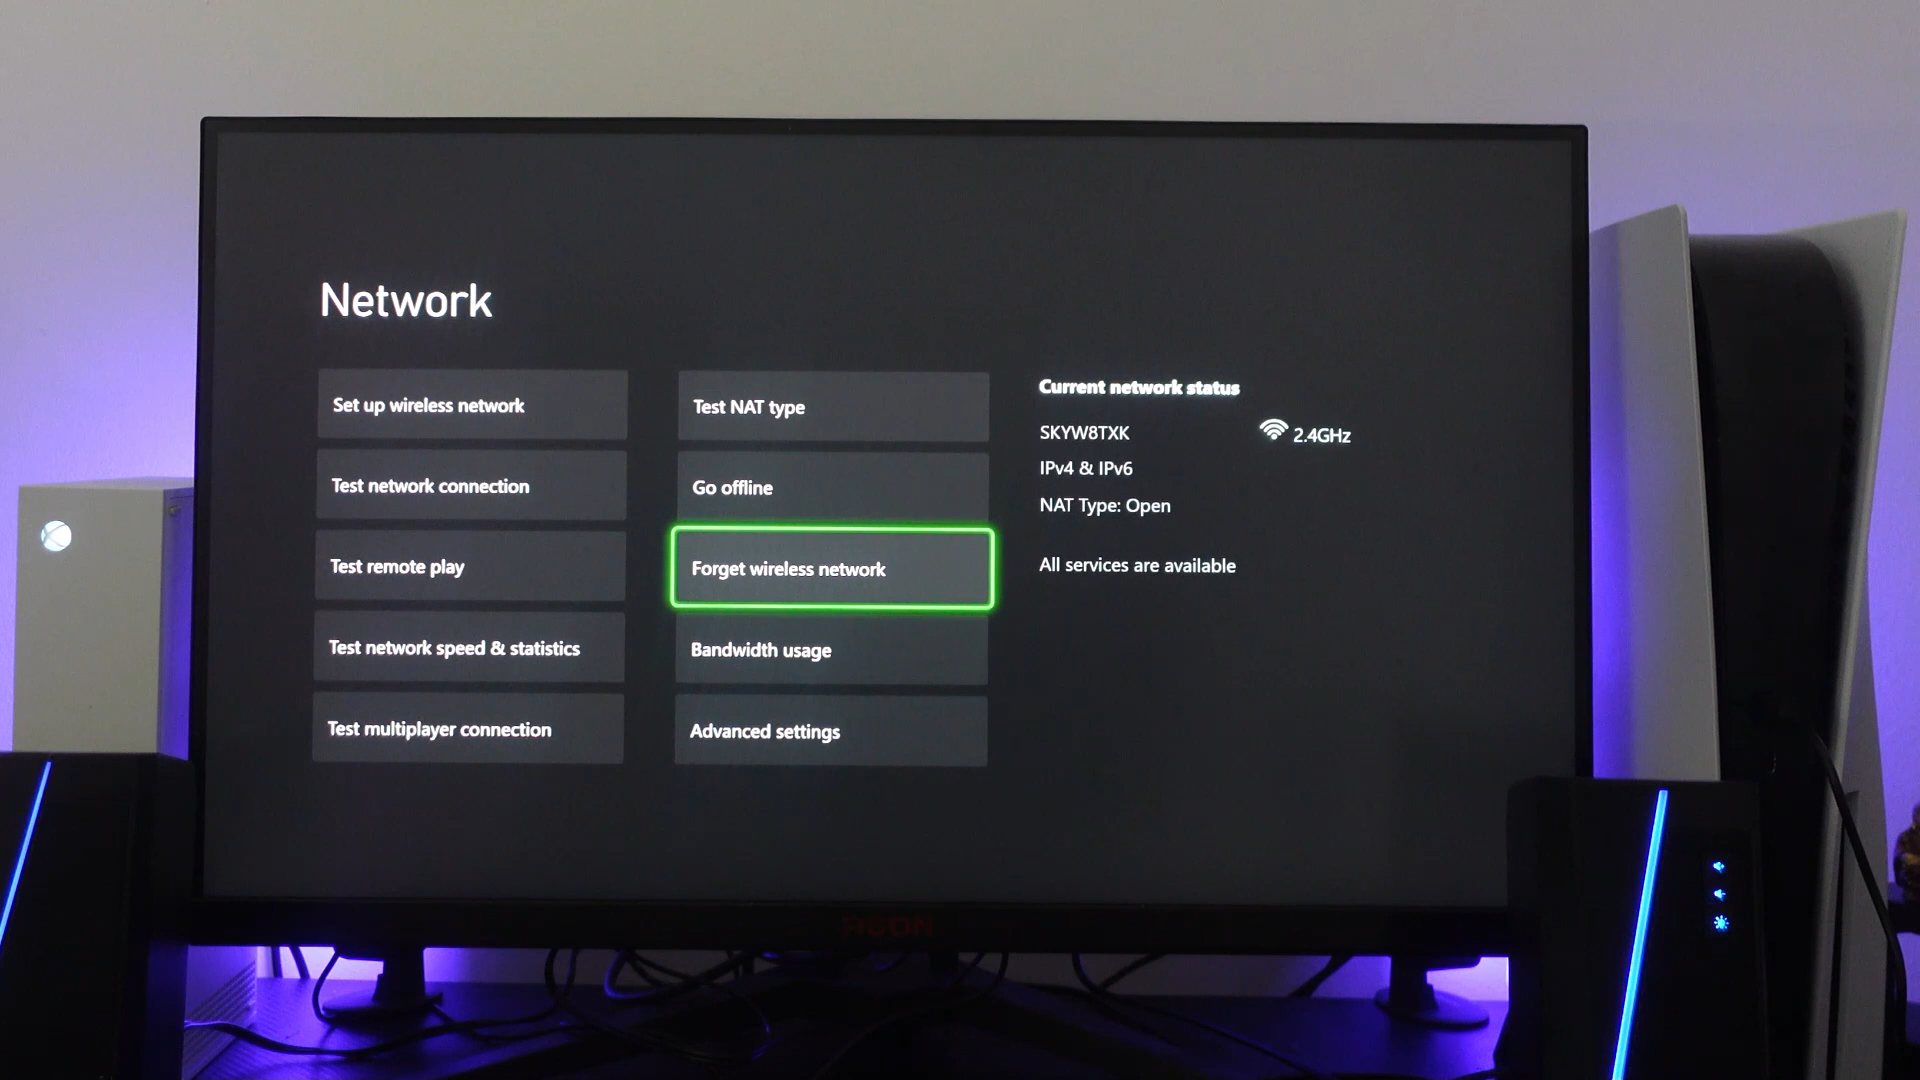 Network
Set up wireless network
Test network connection
Test remote play
Test network speed & statistics
Test multiplayer connection
Test NAT type
Go offline
Forget wireless network
Bandwidth usage
Advanced settings
Current network status
SKYW8TXK 2.4GHz
IPv4 & IPv6
NAT Type: Open
All services are available